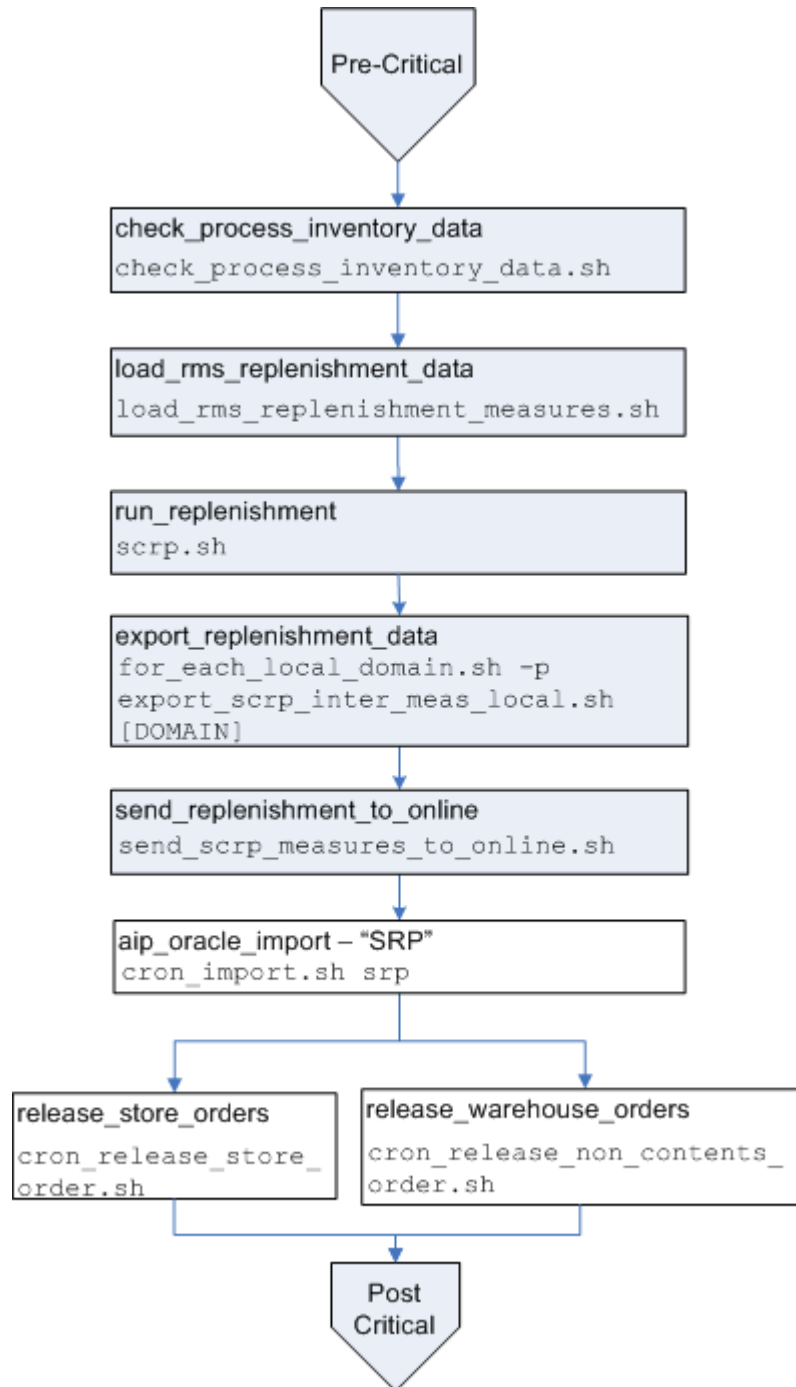 Pre-Critical
check_process_inventory_data
check_process_inventory_data.sh
load_rms_replenishment_data
load_rms_replenishment_measures.sh
run_replenishment
scrp.sh
export_replenishment_data
for_each_local_domain.sh -p
export_scrp_inter_meas_local.sh
[DOMAIN]
send_replenishment_to_online
send_scrp_measures_to_online.sh
aip_oracle_import – “SRP”
cron_import.sh srp
release_store_orders
cron_release_store_
order.sh
release_warehouse_orders
cron_release_non_contents_
order.sh
Post
Critical